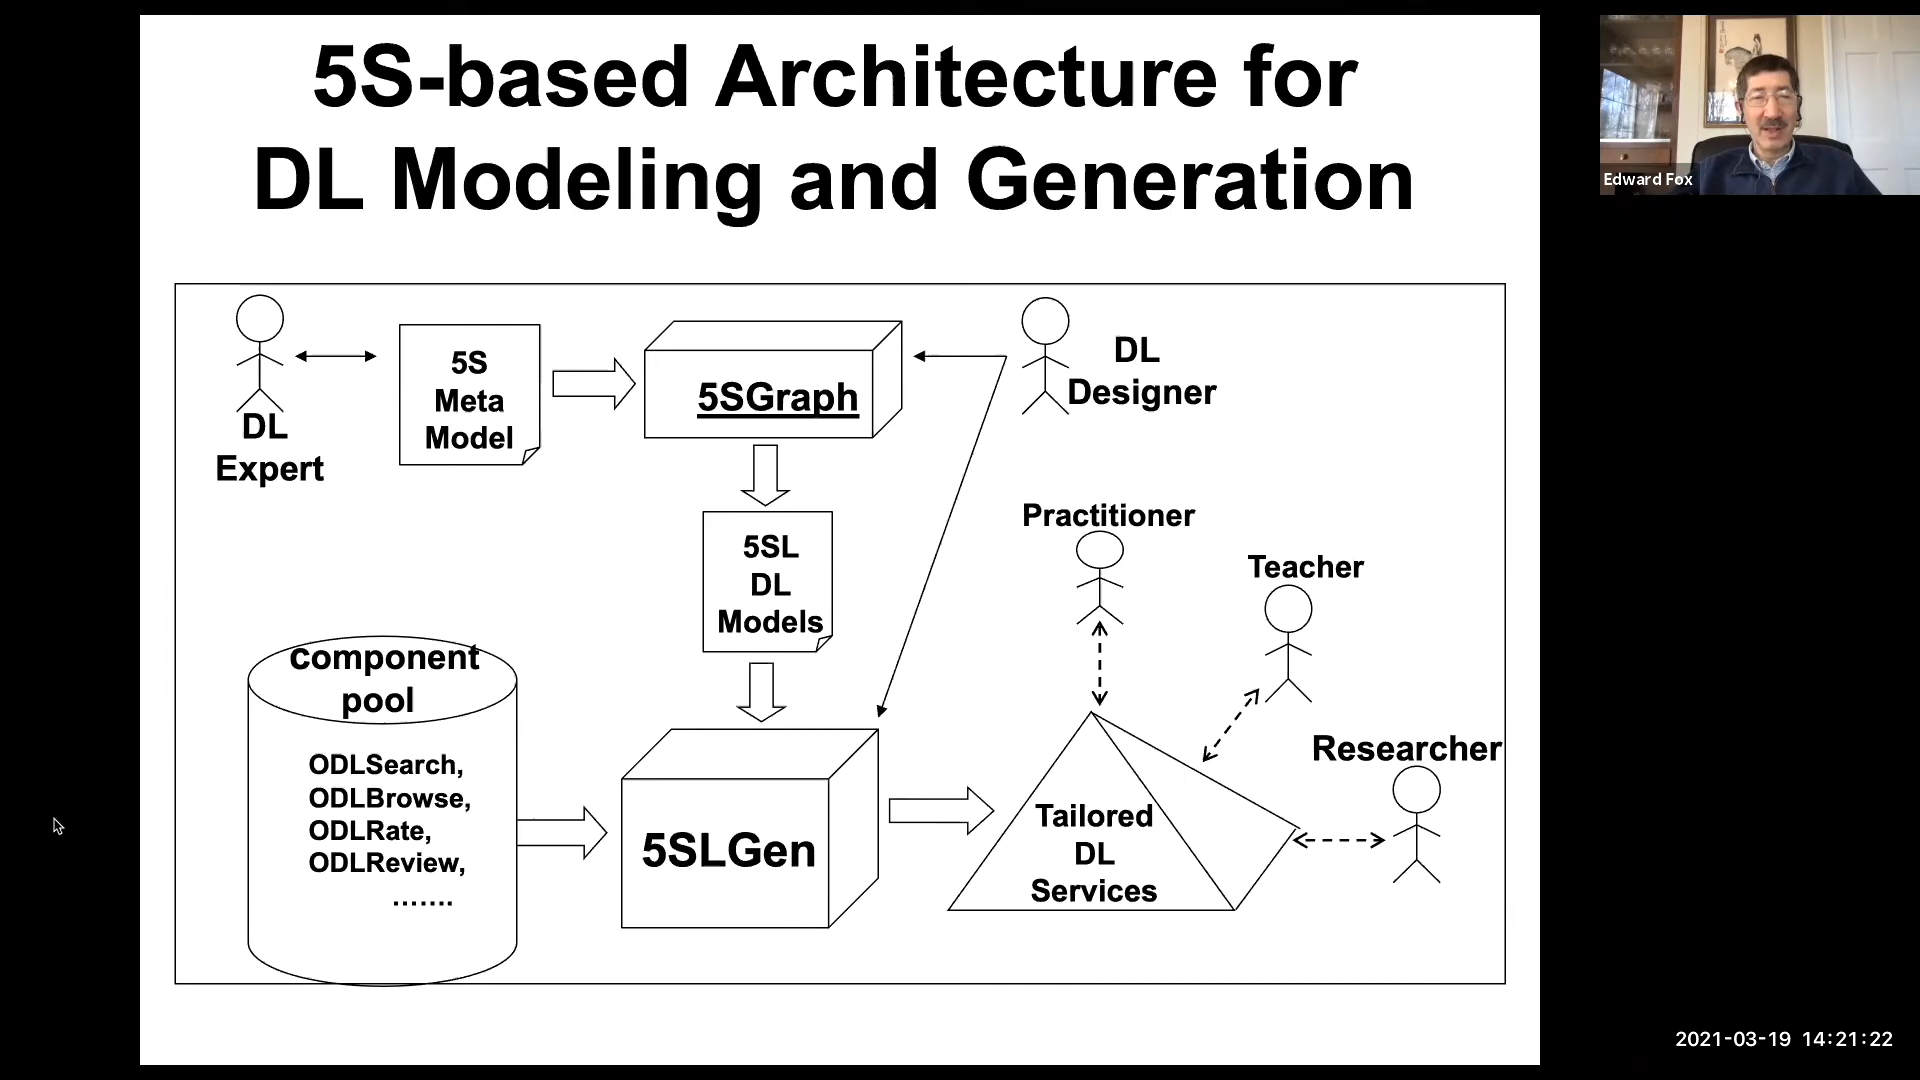 5S-based Architecture for
DL Modeling and Generation
Edward Fox
DL
Expert
5S
Meta
Model
5SGraph
DL
Designer
5SL
DL
Models
Practitioner
Teacher
Researcher
component
pool
ODLSearch,
ODLBrowse,
ODLRate,
ODLReview,
.......
5SLGen
Tailored
DL
Services
2021-03-19 14:21:22